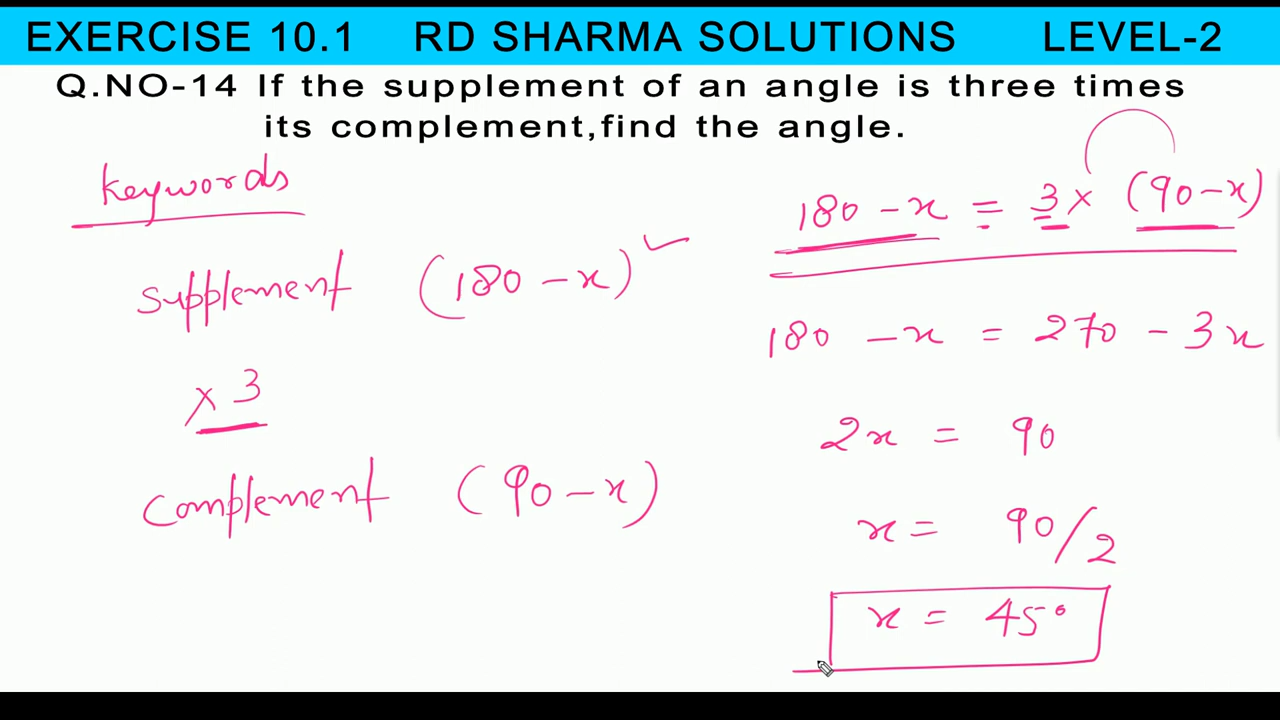 EXERCISE 10.1 RD SHARMA SOLUTIONS LEVEL-2
Q.NO-14 If the supplement of an angle is three times
its complement,find the angle.
keywords
supplement (180 - x)
× 3
complement (90 - x)
180 - x = 3 × (90 - x)
180 - x = 270 - 3x
2x = 90
x = 90/2
x = 45°